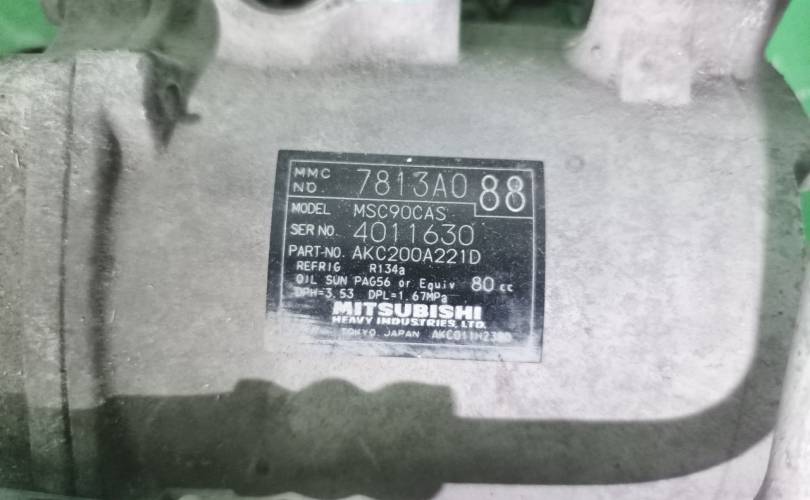 MMC NO. 7813A0 88
MODEL MSC90CAS
SER NO. 4011630
PART-NO. AKC200A221D
REFRIG R134a
OIL SUN PAG56 or Equiv 80 cc
DPH=3.53 DPL=1.67MPa
MITSUBISHI
HEAVY INDUSTRIES, LTD.
TOKYO JAPAN